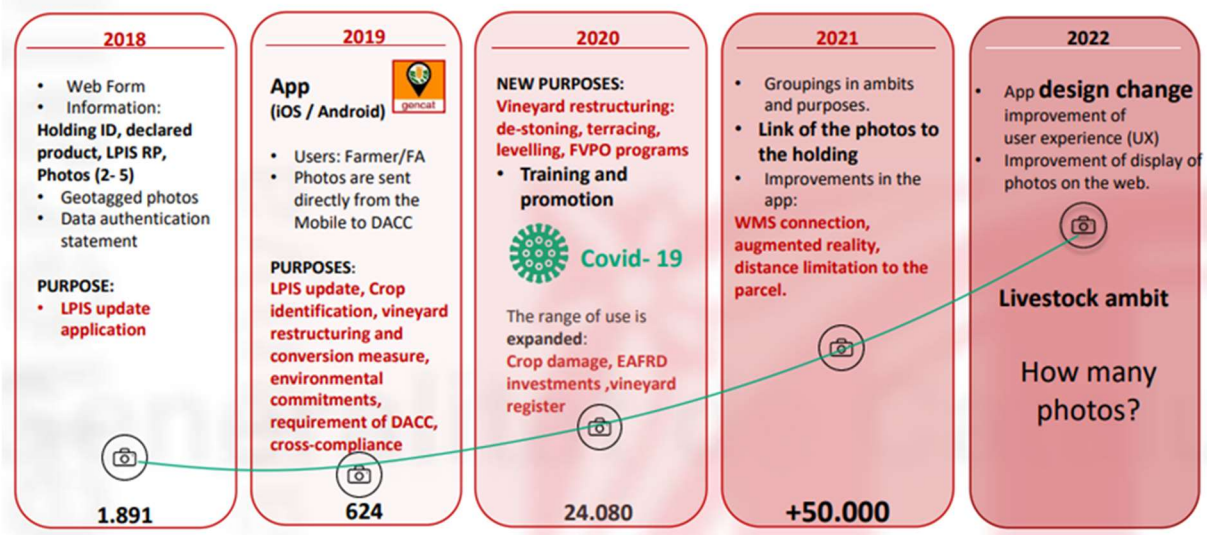 2018
• Web Form
• Information:
Holding ID, declared
product, LPIS RP,
Photos (2- 5)
• Geotagged photos
• Data authentication
statement
PURPOSE:
• LPIS update
application
1.891
2019
App
(iOS / Android)
gencat
• Users: Farmer/FA
• Photos are sent
directly from the
Mobile to DACC
PURPOSES:
LPIS update, Crop
identification, vineyard
restructuring and
conversion measure,
environmental
commitments,
requirement of DACC,
cross-compliance
624
2020
NEW PURPOSES:
Vineyard restructuring:
de-stoning, terracing,
levelling, FVPO programs
• Training and
promotion
Covid- 19
The range of use is
expanded:
Crop damage, EAFRD
investments ,vineyard
register
24.080
2021
• Groupings in ambits
and purposes.
• Link of the photos to
the holding
• Improvements in the
app:
WMS connection,
augmented reality,
distance limitation to the
parcel.
+50.000
2022
• App design change
improvement of
user experience (UX)
• Improvement of display of
photos on the web.
Livestock ambit
How many
photos?